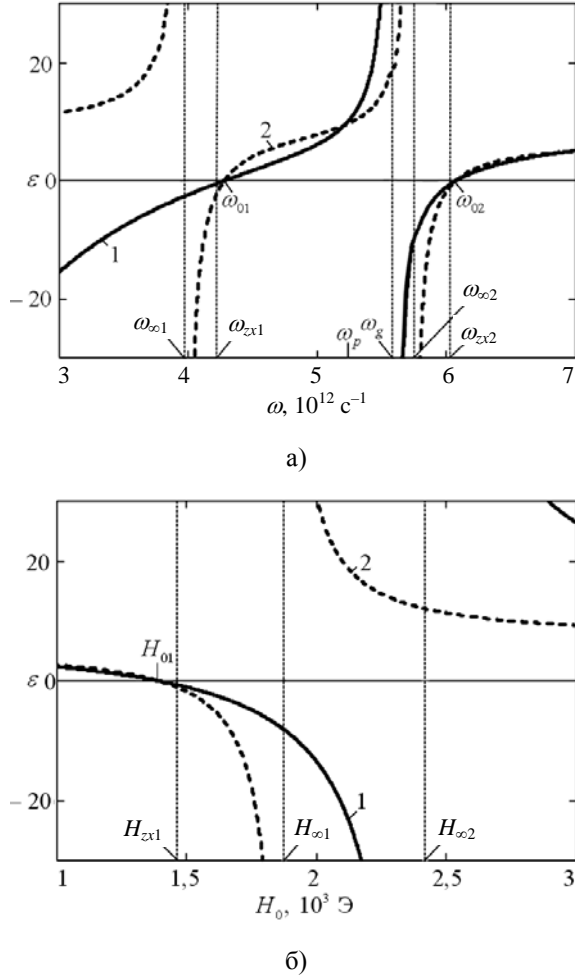 20
ε 0
− 20
1
2
ω₀₁
ω₀₂
ω∞1
ωzx1
ωp
ωg
ω∞2
ωzx2
3 4 5 6 7
ω, 10¹² с⁻¹
а)
20
ε 0
− 20
2
H₀₁
1
Hzx1
H∞1
H∞2
1 1,5 2 2,5 3
H₀, 10³ Э
б)